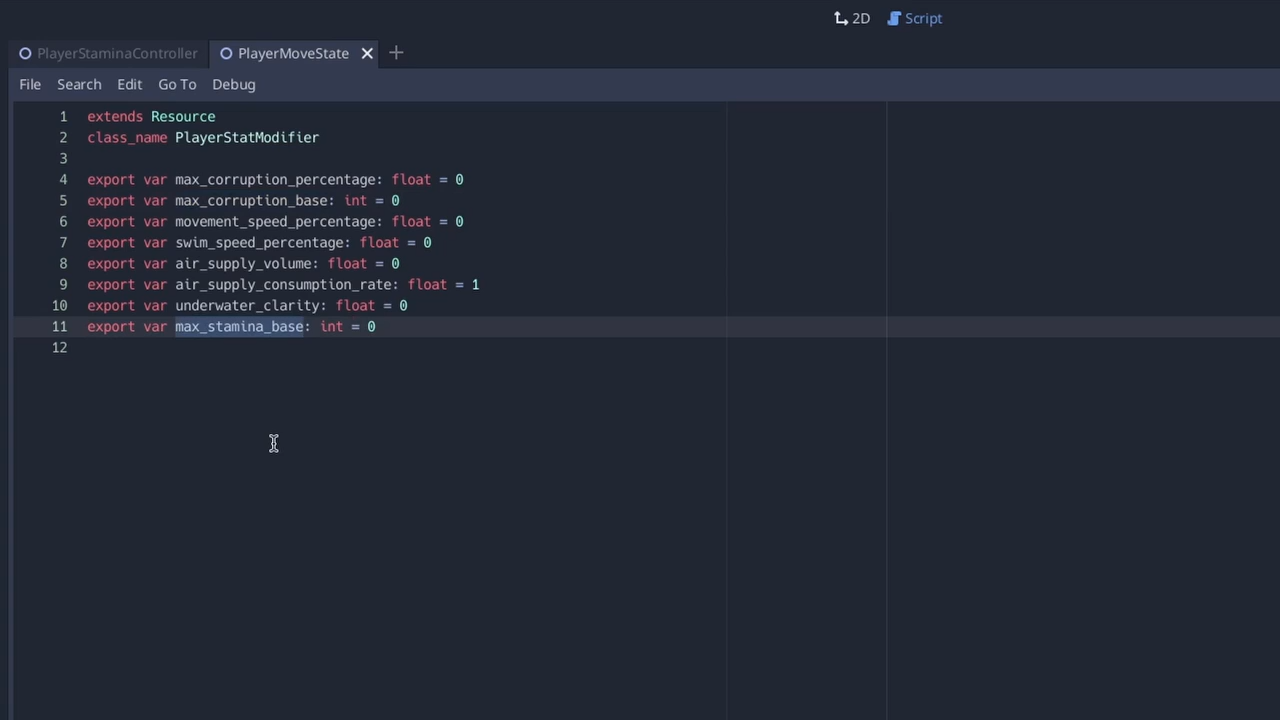 2D Script
PlayerStaminaController PlayerMoveState
File Search Edit Go To Debug
1 extends Resource
2 class_name PlayerStatModifier
3
4 export var max_corruption_percentage: float = 0
5 export var max_corruption_base: int = 0
6 export var movement_speed_percentage: float = 0
7 export var swim_speed_percentage: float = 0
8 export var air_supply_volume: float = 0
9 export var air_supply_consumption_rate: float = 1
10 export var underwater_clarity: float = 0
11 export var max_stamina_base: int = 0
12